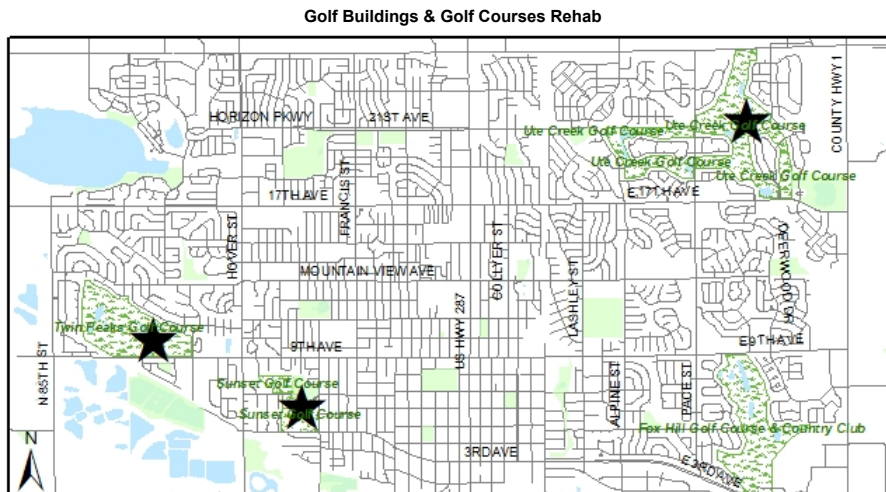 Golf Buildings & Golf Courses Rehab
HORIZON PKWY
21ST AVE
Ute Creek Golf Course
Ute Creek Golf Course
Ute Creek Golf Course
Ute Creek Golf Course
COUNTY HWY 1
17TH AVE
E 17TH AVE
FRANCIS ST
HOVER ST
MOUNTAIN VIEW AVE
COLLYER ST
LASHLEY ST
DEERWOOD DR
Twin Peaks Golf Course
9TH AVE
US HWY 287
E 9TH AVE
N 85TH ST
Sunset Golf Course
Sunset Golf Course
ALPINE ST
PACE ST
Fox Hill Golf Course & Country Club
3RD AVE
E 3RD AVE
N